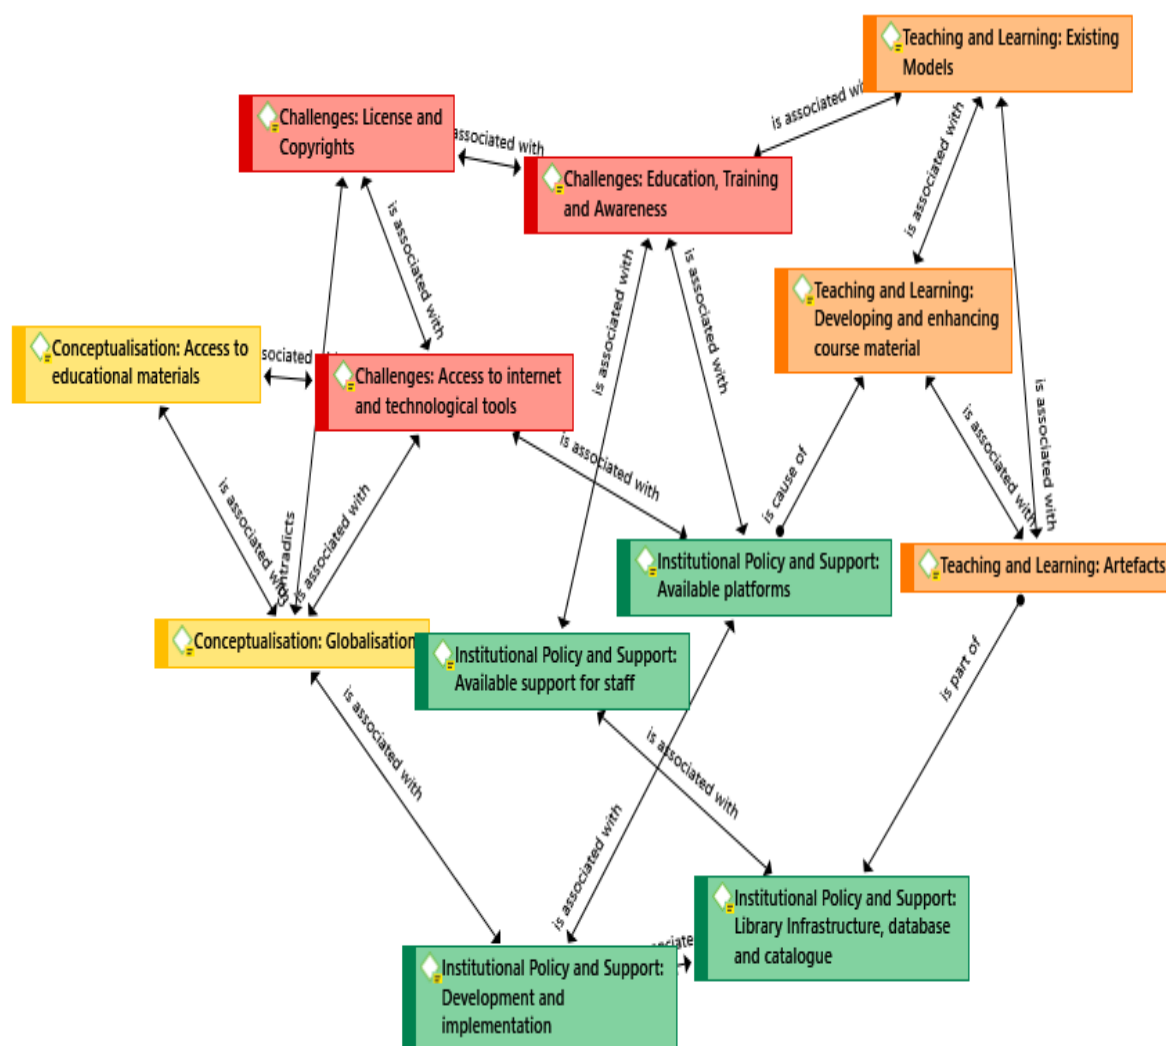 Teaching and Learning: Existing
Models
is associated with
Challenges: License and
Copyrights
associated with
Challenges: Education, Training
and Awareness
is associated with
is associated with
is associated with
is associated with
is associated with
Teaching and Learning:
Developing and enhancing
course material
Conceptualisation: Access to
educational materials
associated
Challenges: Access to internet
and technological tools
is associated with
is associated with
is associated with
is associated with
contradicts
is associated with
is cause of
Institutional Policy and Support:
Available platforms
Teaching and Learning: Artefacts
Conceptualisation: Globalisation
Institutional Policy and Support:
Available support for staff
is part of
is associated with
is associated with
is associated with
Institutional Policy and Support:
Library Infrastructure, database
and catalogue
Institutional Policy and Support:
Development and
implementation